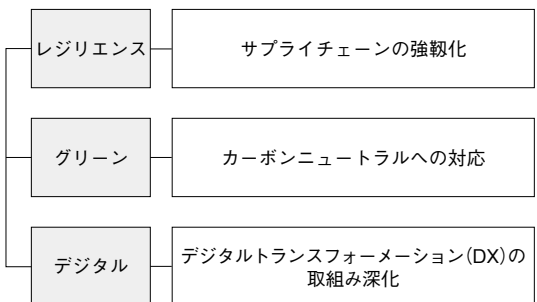 レジリエンス
サプライチェーンの強靱化
グリーン
カーボンニュートラルへの対応
デジタル
デジタルトランスフォーメーション(DX)の
取組み深化